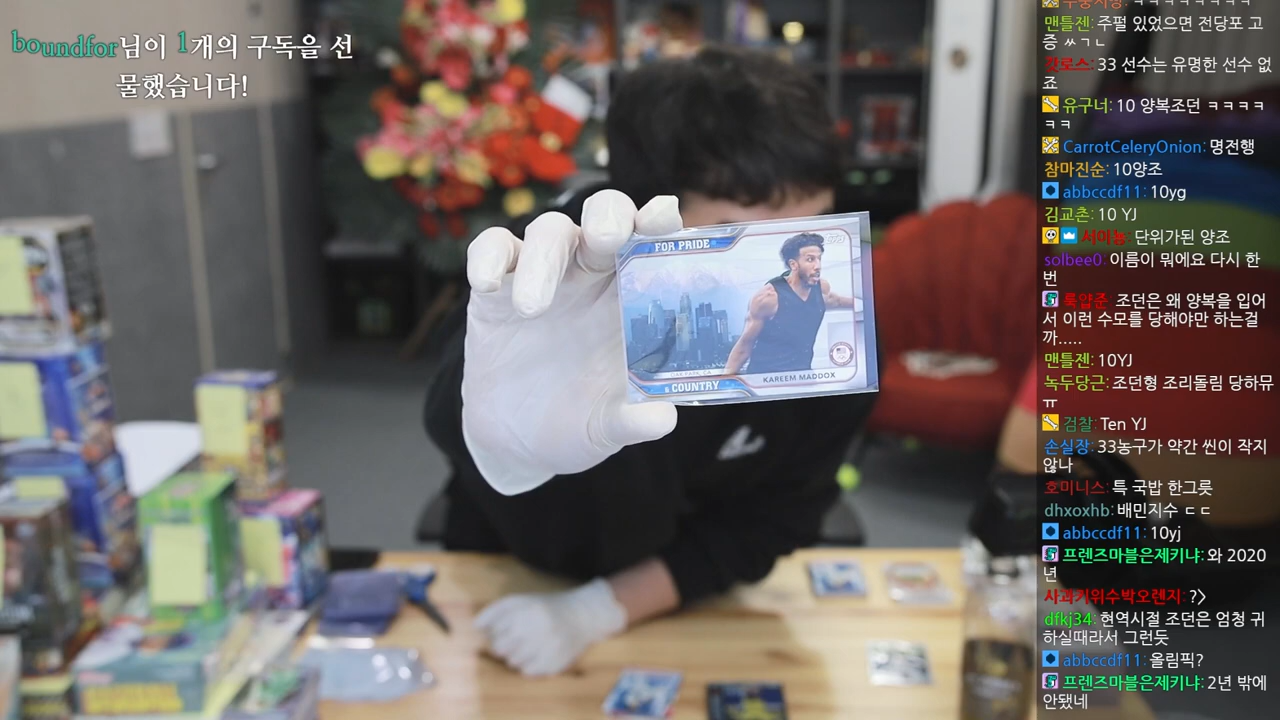 boundfor님이 1개의 구독을 선
물했습니다!
FOR PRIDE
OAK PARK, CA
& COUNTRY
KAREEM MADDOX
맨틀젠: 주펄 있었으면 전당포 고
증 ㅆㄱㄴ
33 선수는 유명한 선수 없
죠
유구너: 10 양복조던 ㅋㅋㅋㅋ
ㅋㅋ
CarrotCeleryOnion: 명전행
참마진순: 10양조
abbccdf11: 10yg
김교촌: 10 YJ
서이늄: 단위가된 양조
solbee0: 이름이 뭐에요 다시 한
번
룩얍쥰: 조던은 왜 양복을 입어
서 이런 수모를 당해야만 하는걸
까.....
맨틀젠: 10YJ
녹두당근: 조던형 조리돌림 당하뮤
ㅠ
검찰: Ten YJ
손실장: 33농구가 약간 씬이 작지
않나
호미니스: 특 국밥 한그릇
dhxoxhb: 배민지수 ㄷㄷ
abbccdf11: 10yj
프렌즈마블은제키냐: 와 2020
년
사과키위수박오렌지: ?>
dfkj34: 현역시절 조던은 엄청 귀
하실때라서 그런듯
abbccdf11: 올림픽?
프렌즈마블은제키냐: 2년 밖에
안됐네